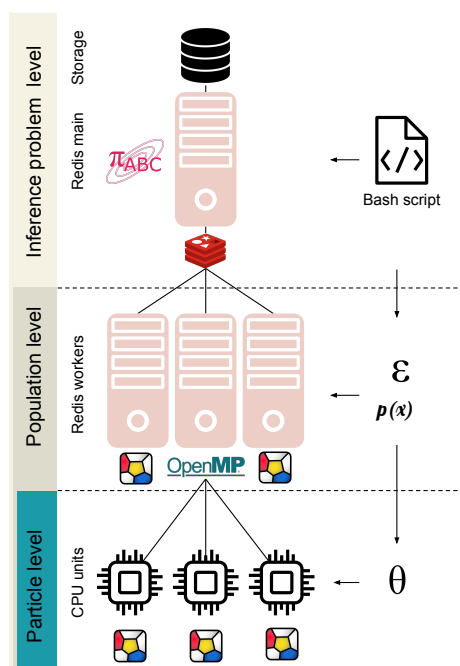 Inference problem level
Storage
Redis main
πABC
</>
Bash script
Population level
Redis workers
ε
p(x)
OpenMP
Particle level
CPU units
θ